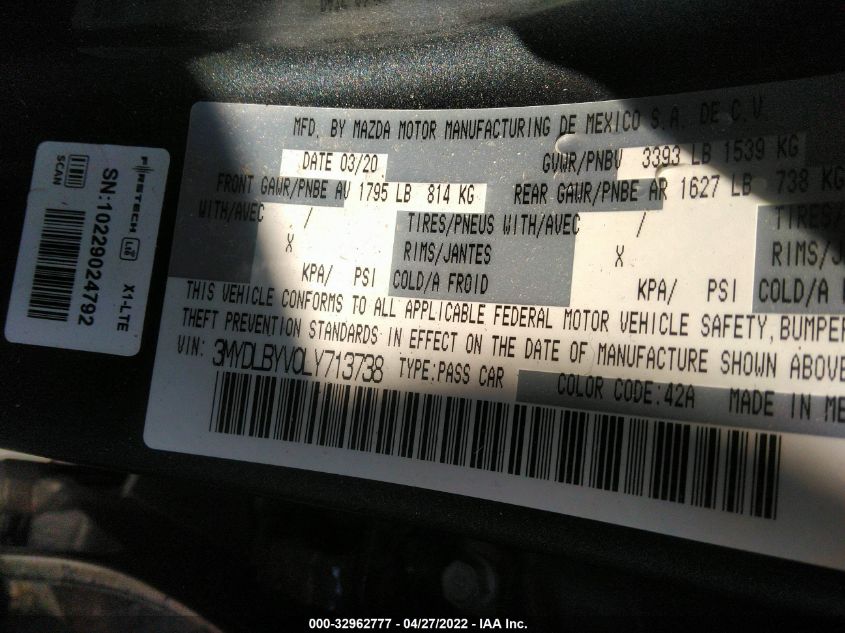 MFD. BY MAZDA MOTOR MANUFACTURING DE MEXICO S.A. DE C.V.
DATE 03/20 GVWR/PNBV 3393 LB 1539 KG
FRONT GAWR/PNBE AV 1795 LB 814 KG REAR GAWR/PNBE AR 1627 LB 738 KG
WITH/AVEC / TIRES/PNEUS WITH/AVEC / TIRES
X RIMS/JANTES X RIMS/J
KPA/ PSI COLD/A FROID KPA/ PSI COLD/A F
THIS VEHICLE CONFORMS TO ALL APPLICABLE FEDERAL MOTOR VEHICLE SAFETY, BUMPER
THEFT PREVENTION STANDARDS IN EFFECT ON THE DATE OF MANUFACTURE SHOWN ABOVE
VIN: 3MYDLBYV0LY713738 TYPE:PASS CAR
COLOR CODE:42A MADE IN ME
FIRSTECH
X1-LTE
SN:10229024792
SCAN
000-32962777 - 04/27/2022 - IAA Inc.